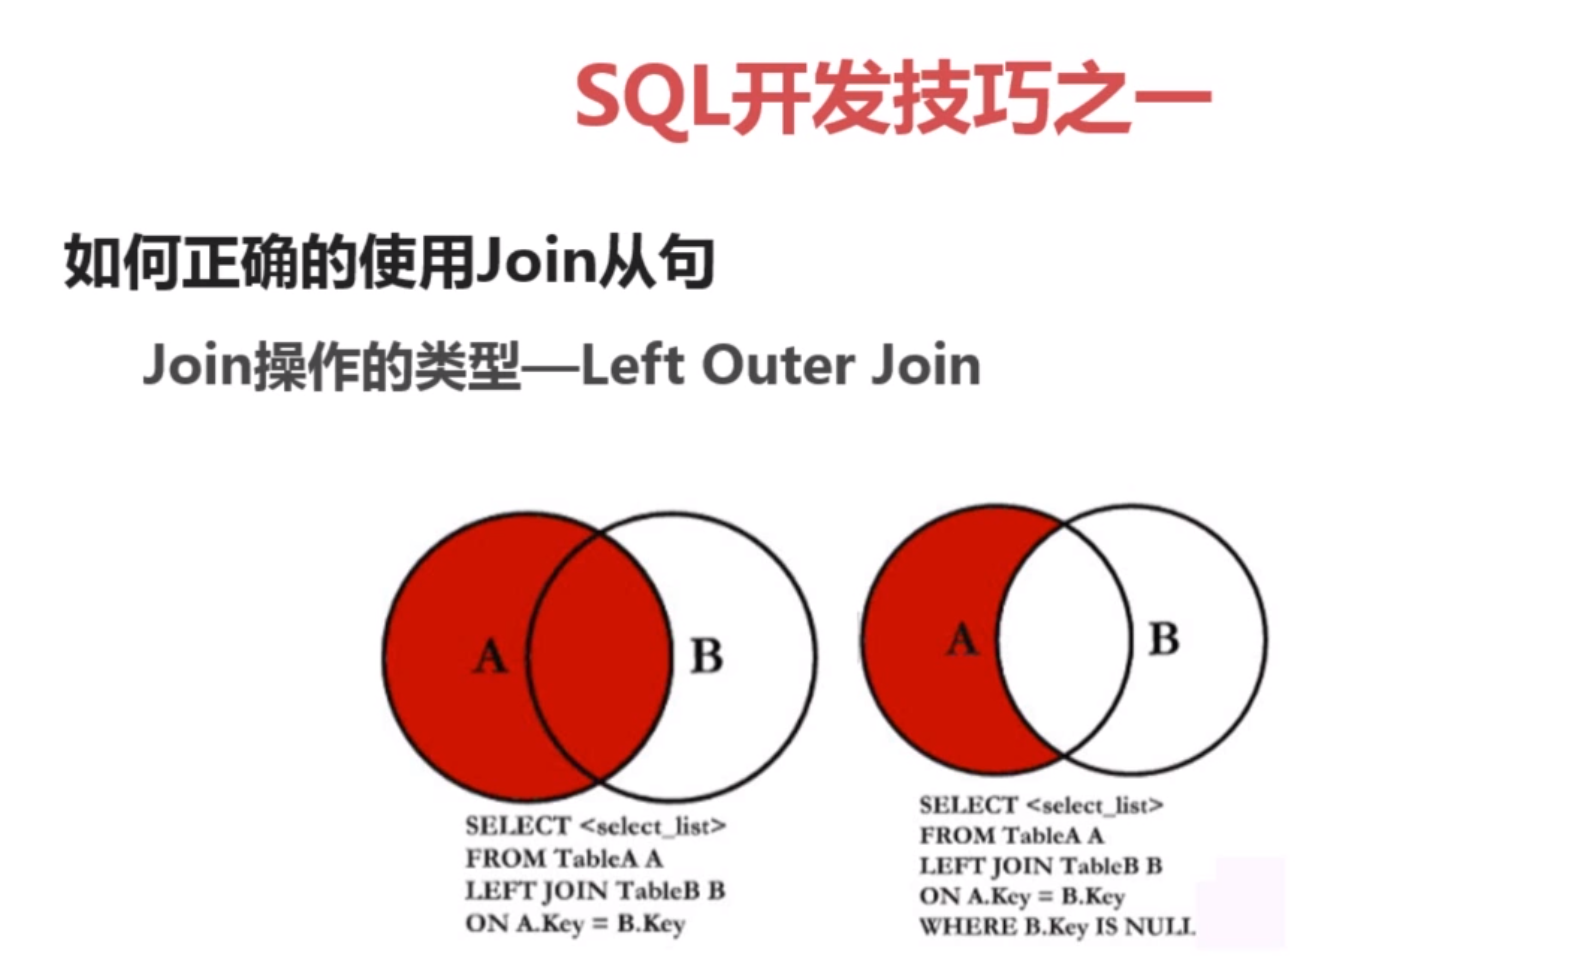 SQL开发技巧之一
如何正确的使用Join从句
Join操作的类型—Left Outer Join
A
B
SELECT <select_list>
FROM TableA A
LEFT JOIN TableB B
ON A.Key = B.Key
A
B
SELECT <select_list>
FROM TableA A
LEFT JOIN TableB B
ON A.Key = B.Key
WHERE B.Key IS NULL